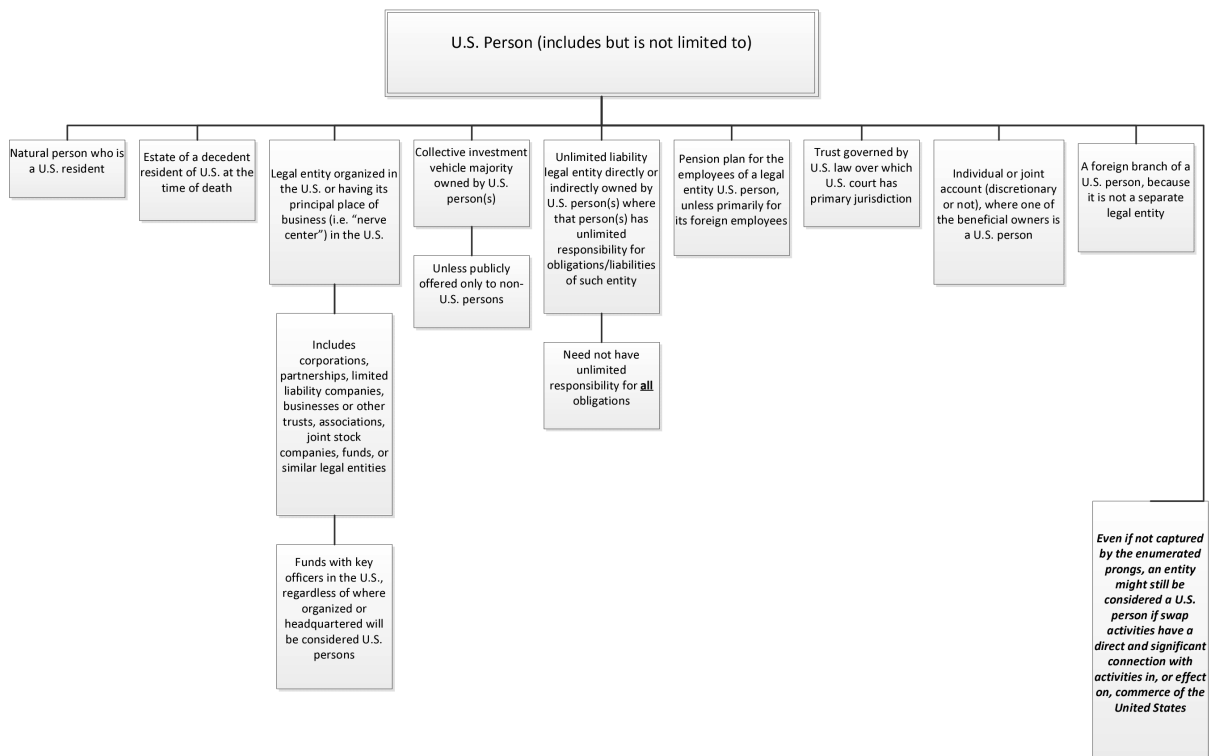 U.S. Person (includes but is not limited to)
Natural person who is
a U.S. resident
Estate of a decedent
resident of U.S. at the
time of death
Legal entity organized in
the U.S. or having its
principal place of
business (i.e. “nerve
center”) in the U.S.
Includes
corporations,
partnerships, limited
liability companies,
businesses or other
trusts, associations,
joint stock
companies, funds, or
similar legal entities
Funds with key
officers in the U.S.,
regardless of where
organized or
headquartered will
be considered U.S.
persons
Collective investment
vehicle majority
owned by U.S.
person(s)
Unless publicly
offered only to non-
U.S. persons
Unlimited liability
legal entity directly or
indirectly owned by
U.S. person(s) where
that person(s) has
unlimited
responsibility for
obligations/liabilities
of such entity
Need not have
unlimited
responsibility for all
obligations
Pension plan for the
employees of a legal
entity U.S. person,
unless primarily for
its foreign employees
Trust governed by
U.S. law over which
U.S. court has
primary jurisdiction
Individual or joint
account (discretionary
or not), where one of
the beneficial owners is
a U.S. person
A foreign branch of a
U.S. person, because
it is not a separate
legal entity
Even if not captured
by the enumerated
prongs, an entity
might still be
considered a U.S.
person if swap
activities have a
direct and significant
connection with
activities in, or effect
on, commerce of the
United States